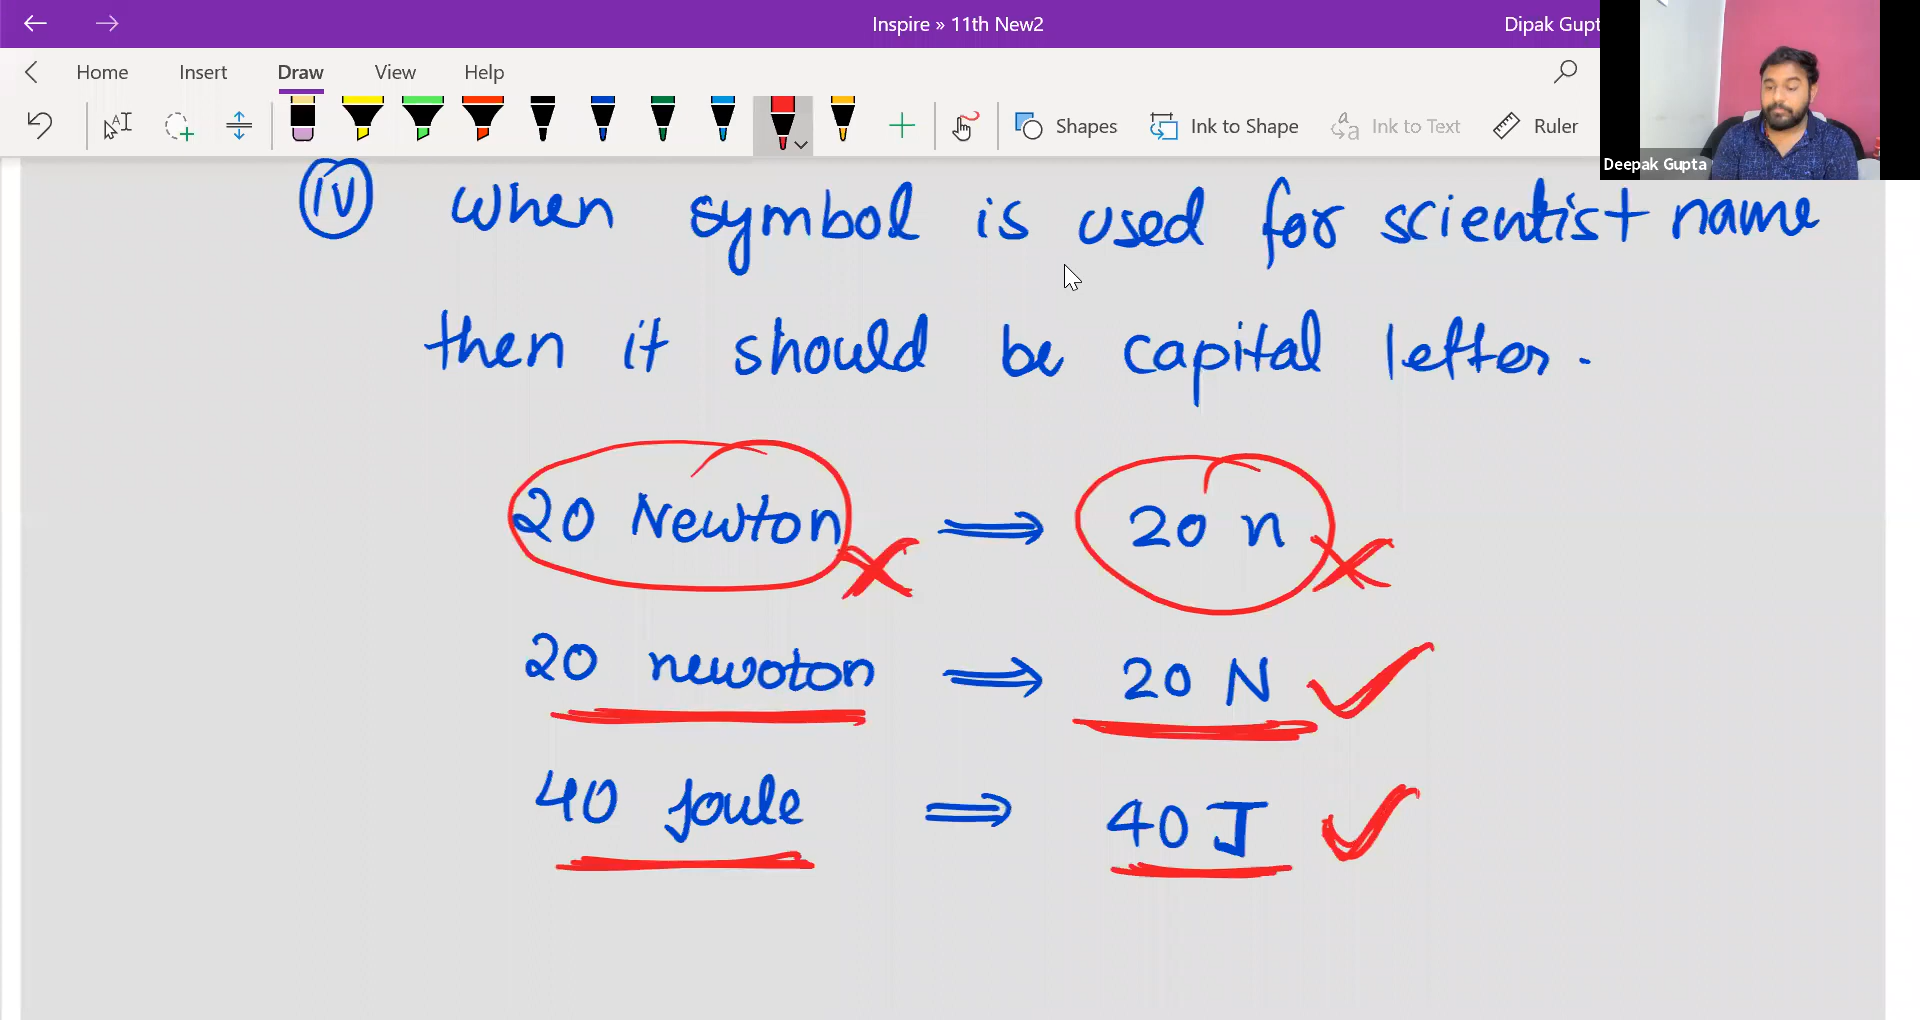 Inspire » 11th New2
Dipak Gupt
Home Insert Draw View Help
Shapes Ink to Shape Ink to Text Ruler
Deepak Gupta
(iv) When symbol is used for scientist name
then it should be capital letter.
20 Newton ⇒ 20 n
20 newoton ⇒ 20 N
40 joule ⇒ 40 J